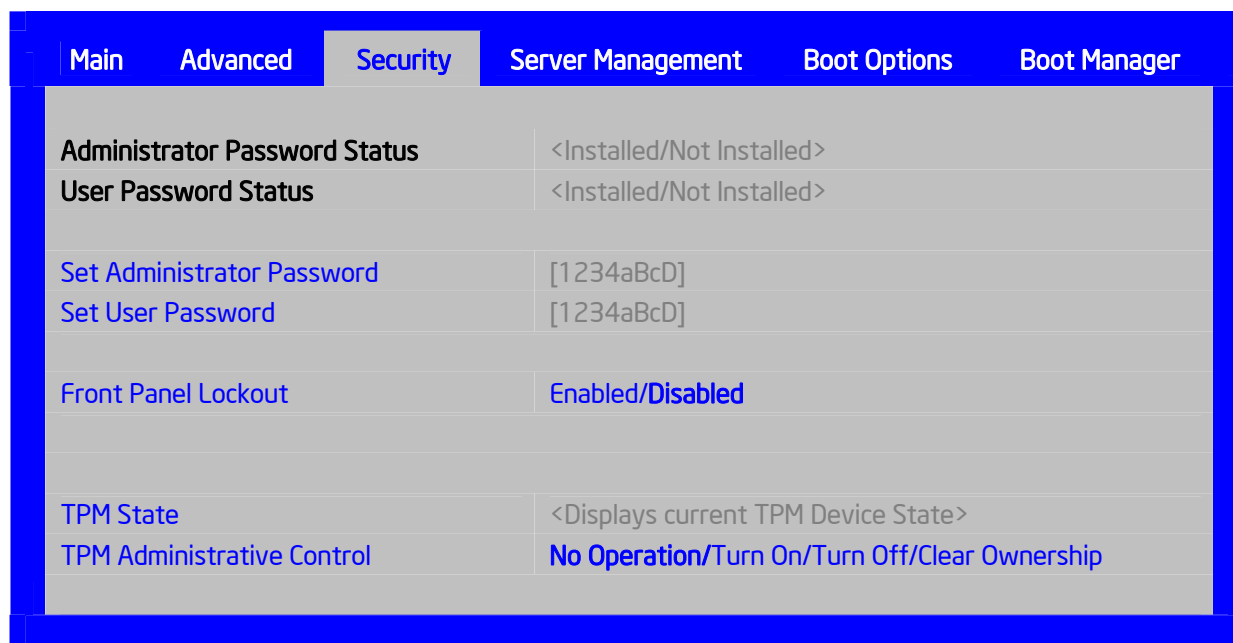 Main Advanced Security Server Management Boot Options Boot Manager
Administrator Password Status <Installed/Not Installed>
User Password Status <Installed/Not Installed>
Set Administrator Password [1234aBcD]
Set User Password [1234aBcD]
Front Panel Lockout Enabled/Disabled
TPM State <Displays current TPM Device State>
TPM Administrative Control No Operation/Turn On/Turn Off/Clear Ownership